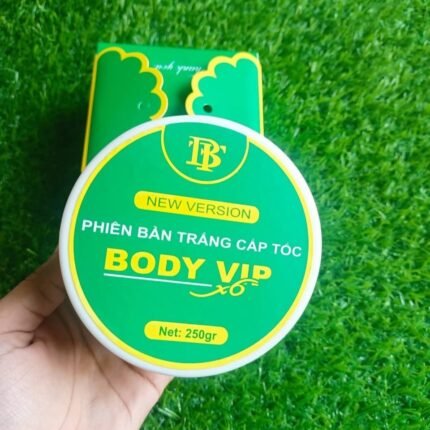 BT
NEW VERSION
PHIÊN BẢN TRẮNG CẤP TỐC
BODY VIP
x6
Net: 250gr